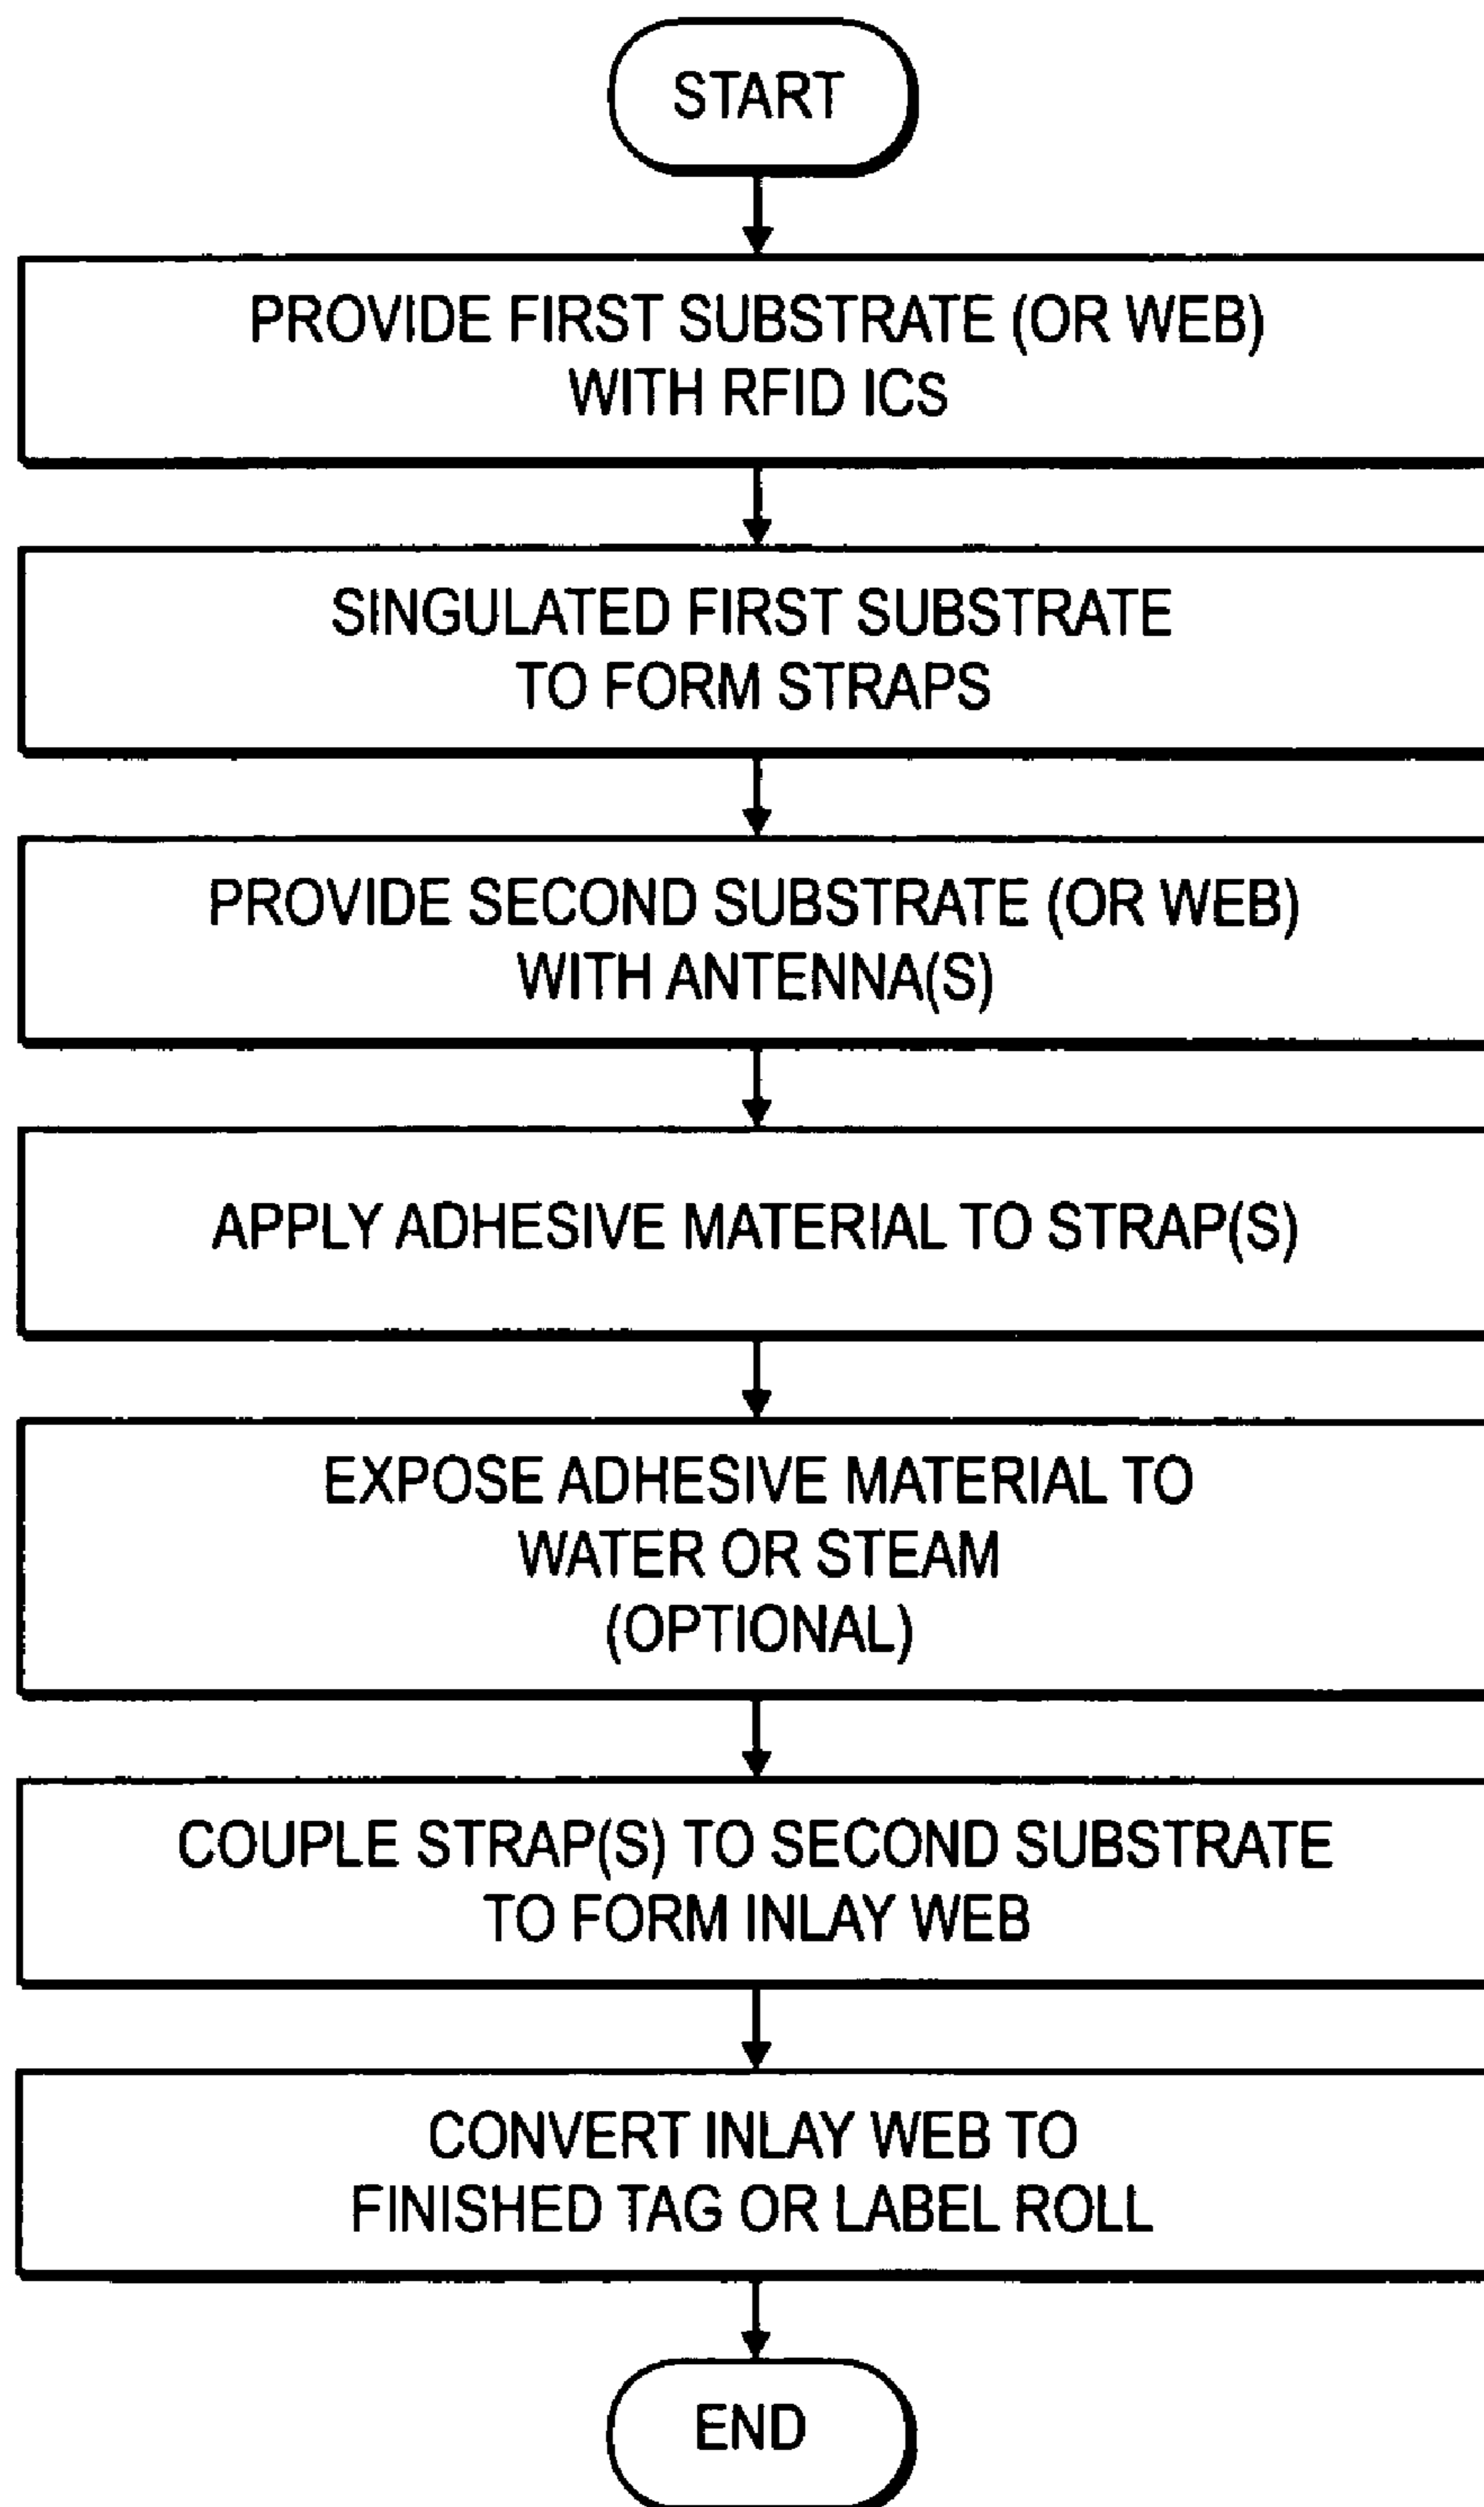 START
PROVIDE FIRST SUBSTRATE (OR WEB)
WITH RFID ICS
SINGULATED FIRST SUBSTRATE
TO FORM STRAPS
PROVIDE SECOND SUBSTRATE (OR WEB)
WITH ANTENNA(S)
APPLY ADHESIVE MATERIAL TO STRAP(S)
EXPOSE ADHESIVE MATERIAL TO
WATER OR STEAM
(OPTIONAL)
COUPLE STRAP(S) TO SECOND SUBSTRATE
TO FORM INLAY WEB
CONVERT INLAY WEB TO
FINISHED TAG OR LABEL ROLL
END